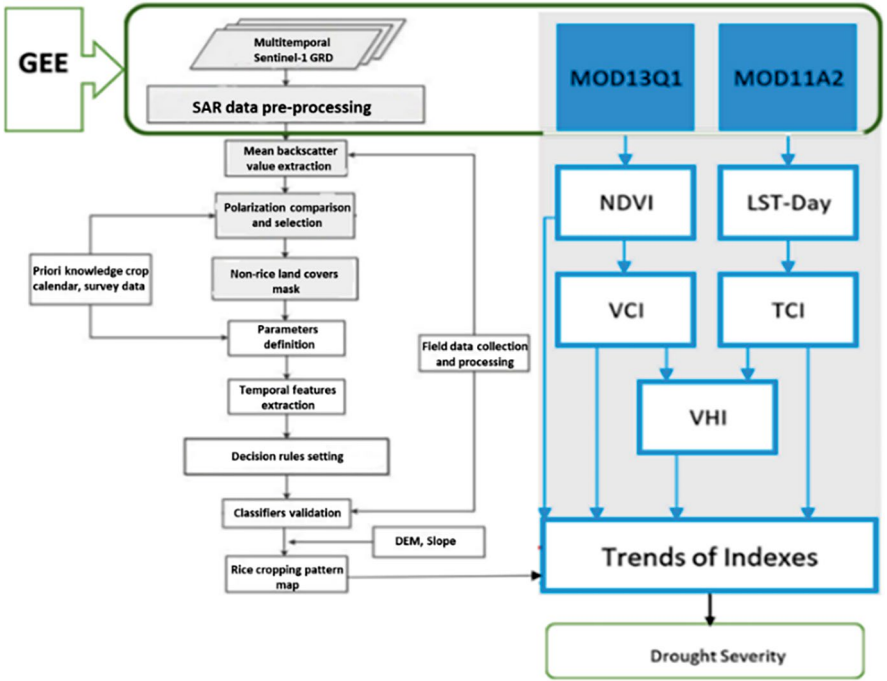 GEE
Multitemporal
Sentinel-1 GRD
SAR data pre-processing
Mean backscatter
value extraction
Polarization comparison
and selection
Priori knowledge crop
calendar, survey data
Non-rice land covers
mask
Parameters
definition
Field data collection
and processing
Temporal features
extraction
Decision rules setting
Classifiers validation
DEM, Slope
Rice cropping pattern
map
MOD13Q1
MOD11A2
NDVI
LST-Day
VCI
TCI
VHI
Trends of Indexes
Drought Severity